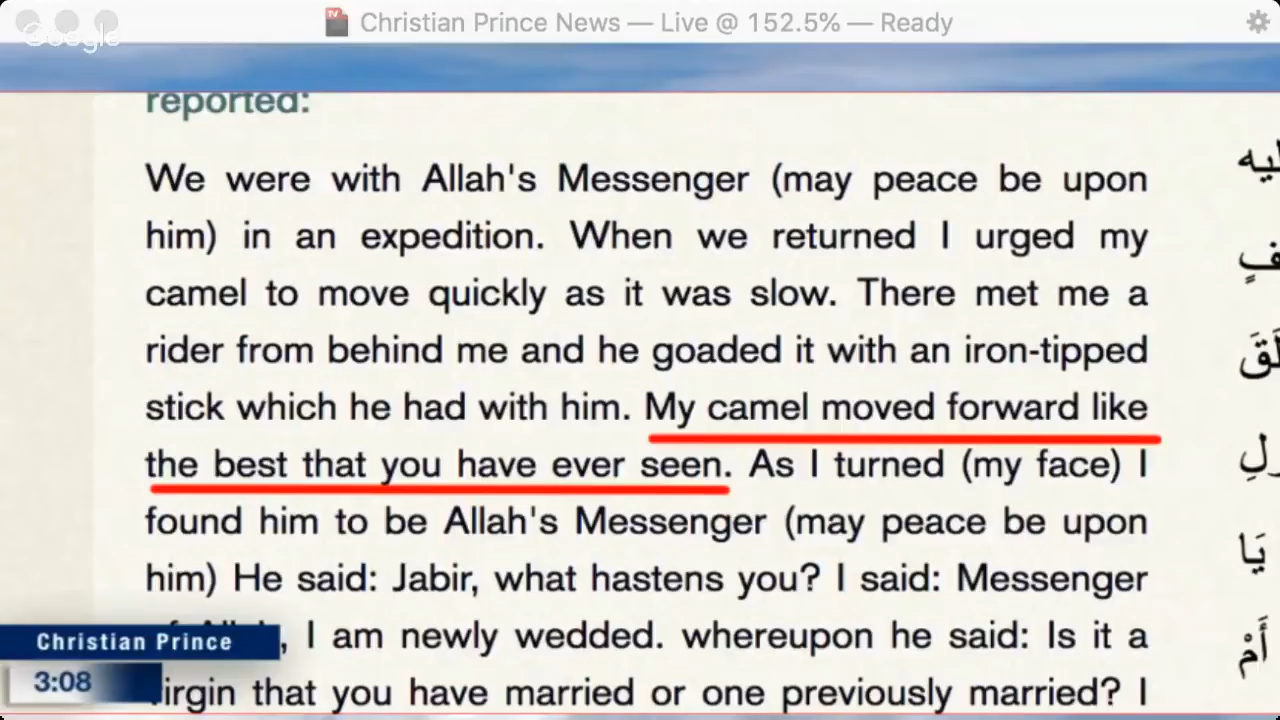 Christian Prince News — Live @ 152.5% — Ready
Google
reported:
We were with Allah's Messenger (may peace be upon
him) in an expedition. When we returned I urged my
camel to move quickly as it was slow. There met me a
rider from behind me and he goaded it with an iron-tipped
stick which he had with him. My camel moved forward like
the best that you have ever seen. As I turned (my face) I
found him to be Allah's Messenger (may peace be upon
him) He said: Jabir, what hastens you? I said: Messenger
of Allah, I am newly wedded. whereupon he said: Is it a
virgin that you have married or one previously married? I
يَا
أَمْ
Christian Prince
3:08